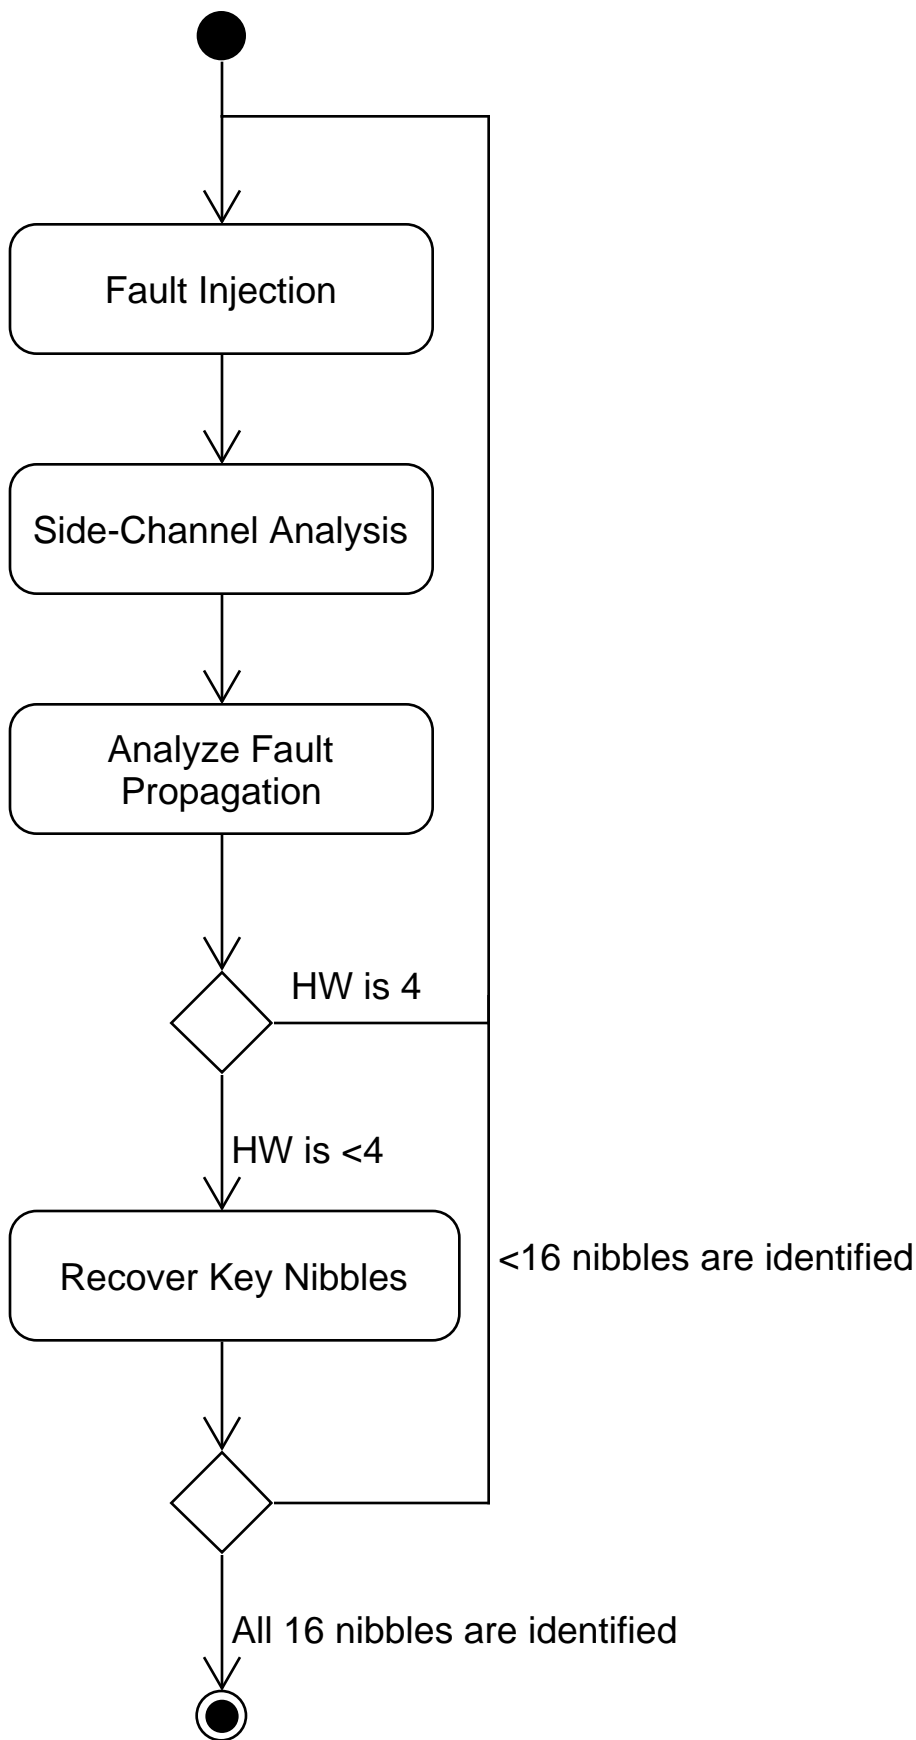 Fault Injection
Side-Channel Analysis
Analyze Fault
Propagation
HW is 4
HW is <4
Recover Key Nibbles
<16 nibbles are identified
All 16 nibbles are identified